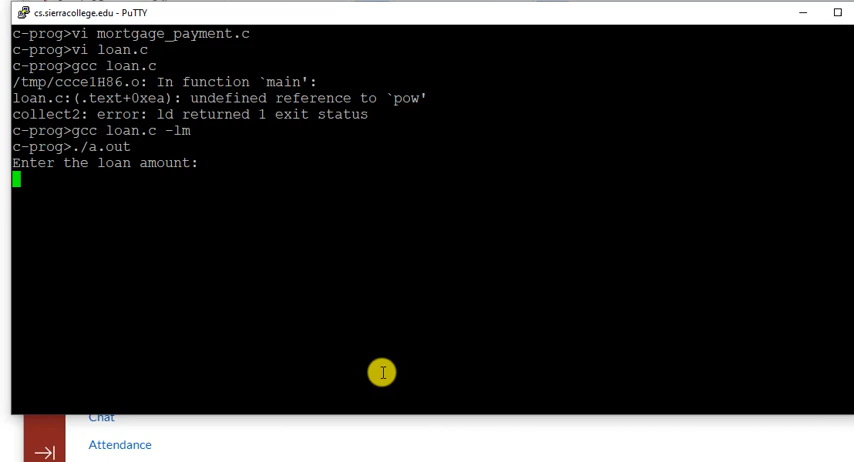 cs.sierracollege.edu - PuTTY
c-prog>vi mortgage_payment.c
c-prog>vi loan.c
c-prog>gcc loan.c
/tmp/ccce1H86.o: In function `main':
loan.c:(.text+0xea): undefined reference to `pow'
collect2: error: ld returned 1 exit status
c-prog>gcc loan.c -lm
c-prog>./a.out
Enter the loan amount:
Chat
Attendance